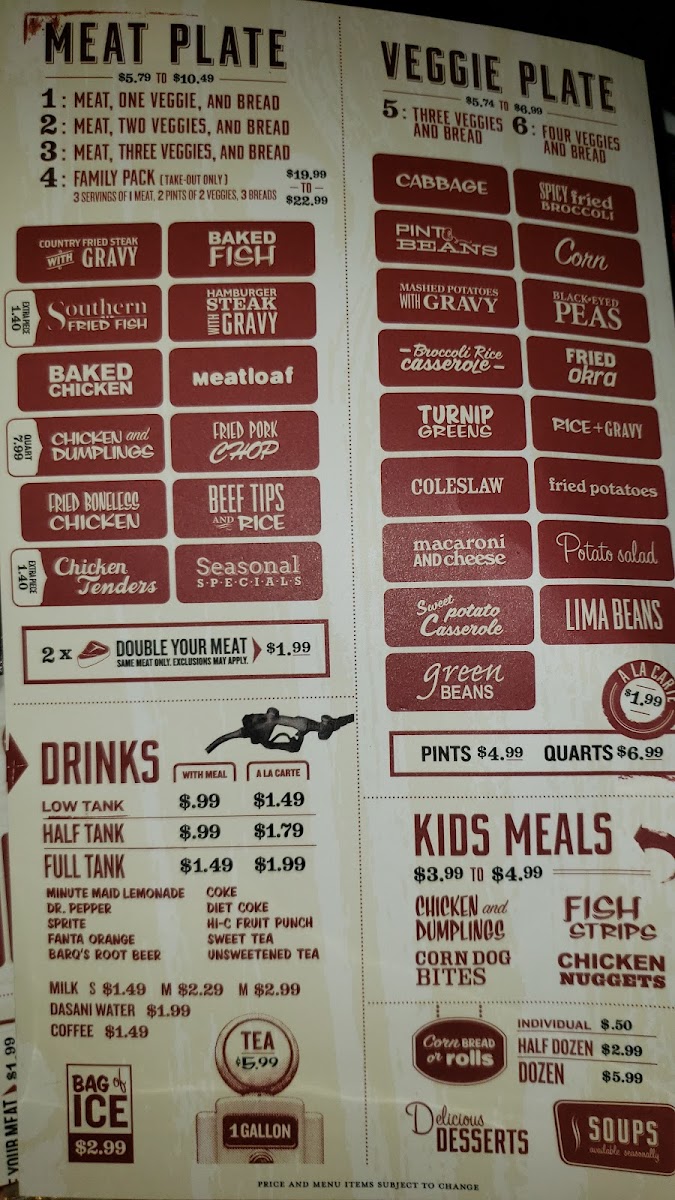 MEAT PLATE
$5.79 TO $10.49
1: MEAT, ONE VEGGIE, AND BREAD
2: MEAT, TWO VEGGIES, AND BREAD
3: MEAT, THREE VEGGIES, AND BREAD
4: FAMILY PACK (TAKE-OUT ONLY)
3 SERVINGS OF 1 MEAT, 2 PINTS OF 2 VEGGIES, 3 BREADS
$19.99
TO
$22.99
COUNTRY FRIED STEAK
WITH GRAVY
BAKED
FISH
EXTRA PIECE
1.40
Southern
FRIED FISH
HAMBURGER
STEAK
WITH GRAVY
BAKED
CHICKEN
Meatloaf
QUART
7.99
CHICKEN and
DUMPLINGS
FRIED PORK
CHOP
FRIED BONELESS
CHICKEN
BEEF TIPS
AND RICE
EXTRA PIECE
1.40
Chicken
Tenders
Seasonal
SPECIALS
2 x
DOUBLE YOUR MEAT
SAME MEAT ONLY. EXCLUSIONS MAY APPLY.
$1.99
DRINKS
WITH MEAL
A LA CARTE
LOW TANK $.99 $1.49
HALF TANK $.99 $1.79
FULL TANK $1.49 $1.99
MINUTE MAID LEMONADE
DR. PEPPER
SPRITE
FANTA ORANGE
BARQ'S ROOT BEER
COKE
DIET COKE
HI-C FRUIT PUNCH
SWEET TEA
UNSWEETENED TEA
MILK S $1.49 M $2.29 M $2.99
DASANI WATER $1.99
COFFEE $1.49
BAG of
ICE
$2.99
TEA
$5.99
1 GALLON
VEGGIE PLATE
$5.74 TO $6.99
5: THREE VEGGIES
AND BREAD
6: FOUR VEGGIES
AND BREAD
CABBAGE
SPICY fried
BROCCOLI
PINTO
BEANS
Corn
MASHED POTATOES
WITH GRAVY
BLACK-EYED
PEAS
Broccoli Rice
casserole
FRIED
okra
TURNIP
GREENS
RICE + GRAVY
COLESLAW
fried potatoes
macaroni
AND cheese
Potato salad
Sweet potato
Casserole
LIMA BEANS
green
BEANS
A LA CARTE
$1.99
PINTS $4.99 QUARTS $6.99
KIDS MEALS
$3.99 TO $4.99
CHICKEN and
DUMPLINGS
FISH
STRIPS
CORN DOG
BITES
CHICKEN
NUGGETS
Corn BREAD
or rolls
INDIVIDUAL $.50
HALF DOZEN $2.99
DOZEN $5.99
Delicious
DESSERTS
SOUPS
available seasonally
PRICE AND MENU ITEMS SUBJECT TO CHANGE
YOUR MEAT $1.99